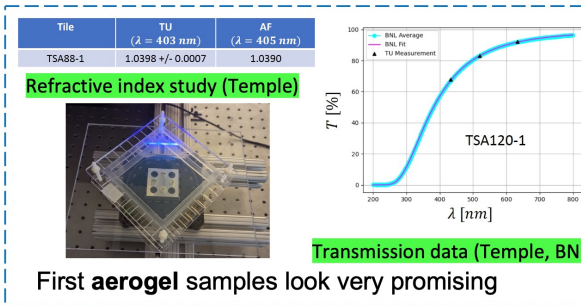 Tile TU AF
(λ = 403 nm) (λ = 405 nm)
TSA88-1 1.0398 +/- 0.0007 1.0390
Refractive index study (Temple)
BNL Average
BNL Fit
TU Measurement
100
80
60
40
20
0
T [%]
TSA120-1
200 300 400 500 600 700 800
λ [nm]
Transmission data (Temple, BN
First aerogel samples look very promising